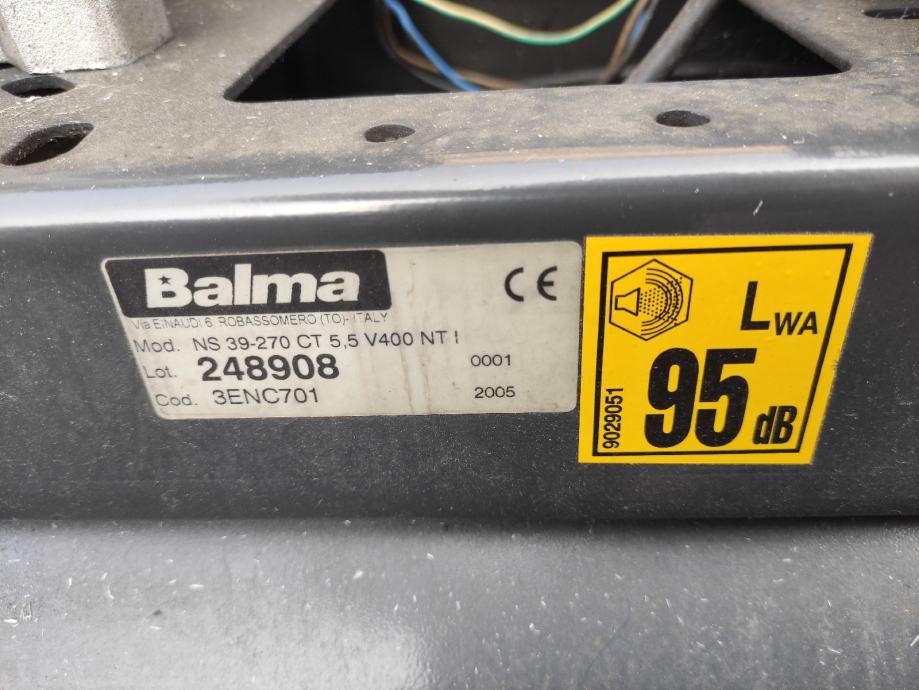 Balma
CE
Via EINAUDI 6 ROBASSOMERO (TO)-ITALY
Mod. NS 39-270 CT 5,5 V400 NT I
Lot. 248908 0001
Cod. 3ENC701 2005
LWA
95 dB
9029051